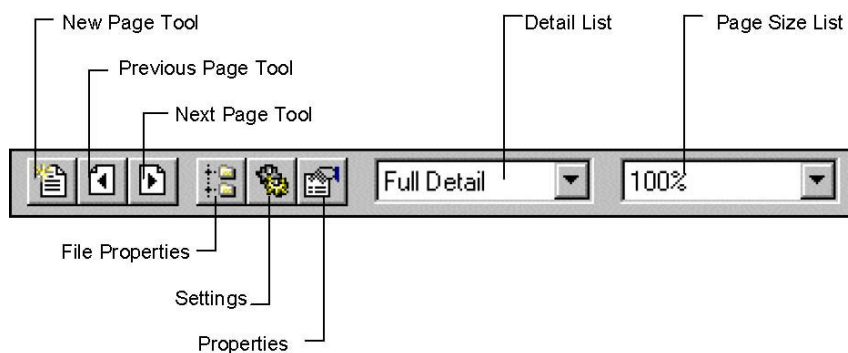 New Page Tool
Detail List
Page Size List
Previous Page Tool
Next Page Tool
Full Detail
100%
File Properties
Settings
Properties